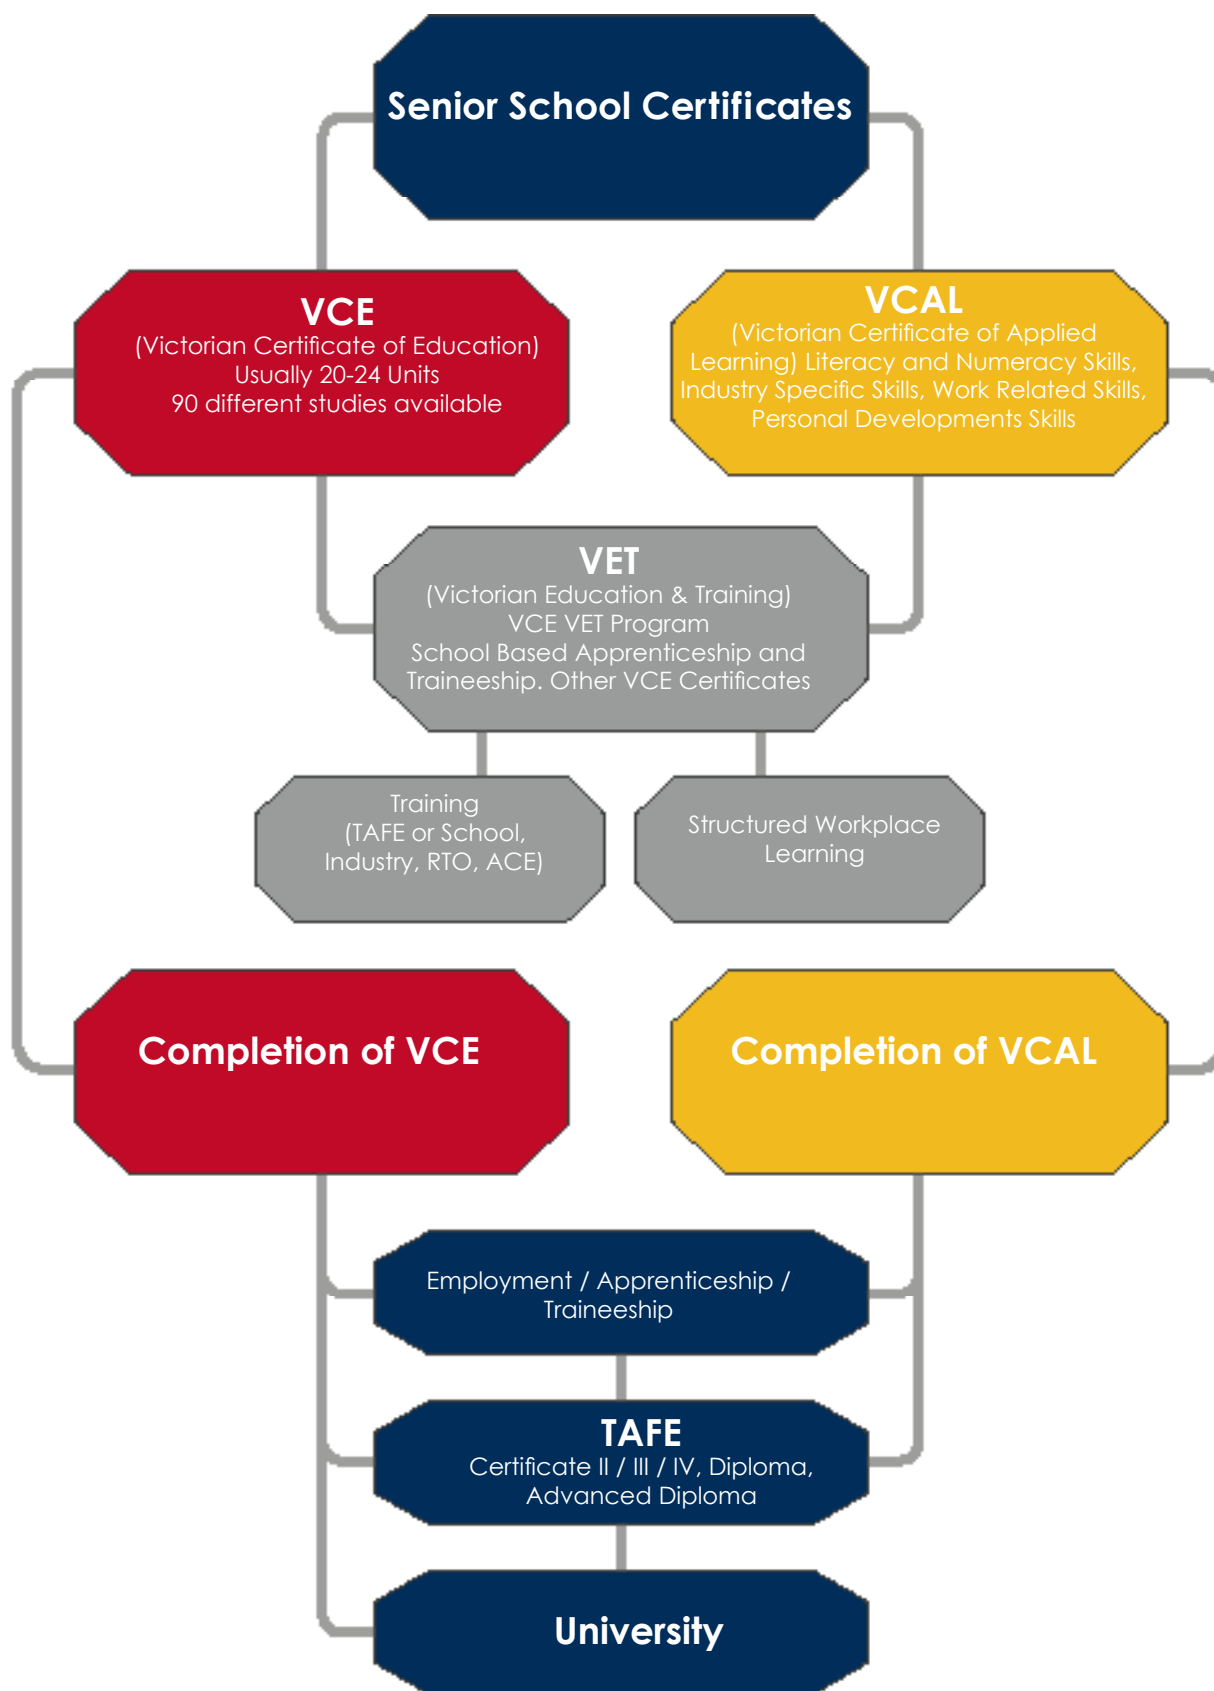 Senior School Certificates
VCE
(Victorian Certificate of Education)
Usually 20-24 Units
90 different studies available
VCAL
(Victorian Certificate of Applied
Learning) Literacy and Numeracy Skills,
Industry Specific Skills, Work Related Skills,
Personal Developments Skills
VET
(Victorian Education & Training)
VCE VET Program
School Based Apprenticeship and
Traineeship. Other VCE Certificates
Training
(TAFE or School,
Industry, RTO, ACE)
Structured Workplace
Learning
Completion of VCE
Completion of VCAL
Employment / Apprenticeship /
Traineeship
TAFE
Certificate II / III / IV, Diploma,
Advanced Diploma
University